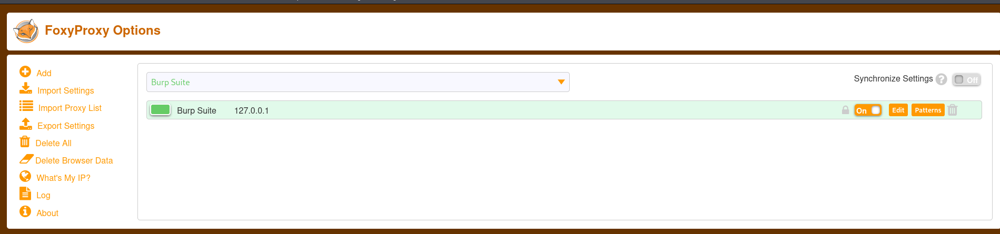 FoxyProxy Options
Add
Import Settings
Import Proxy List
Export Settings
Delete All
Delete Browser Data
What's My IP?
Log
About
Burp Suite
Synchronize Settings ? Off
Burp Suite 127.0.0.1 On Edit Patterns